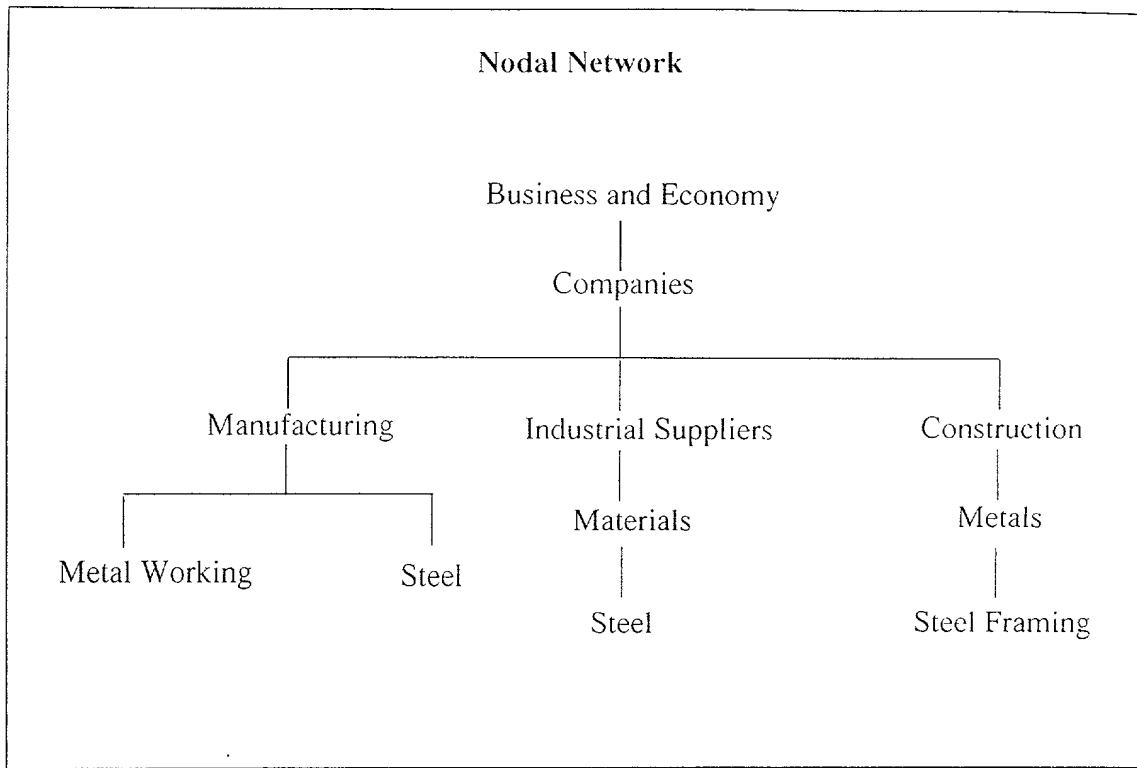 Nodal Network
Business and Economy
Companies
Manufacturing
Industrial Suppliers
Construction
Materials
Metals
Metal Working
Steel
Steel
Steel Framing